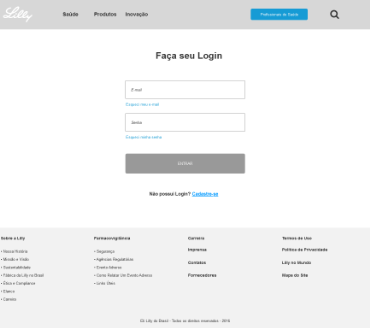 Lilly
Saúde Produtos Inovação
Profissionais de Saúde
Faça seu Login
E-mail
Esqueci meu e-mail
Senha
Esqueci minha senha
ENTRAR
Não possui Login? Cadastre-se
Sobre a Lilly
• Nossa História
• Missão e Visão
• Sustentabilidade
• Fábrica da Lilly no Brasil
• Ética e Compliance
• Carreira
Farmacovigilância
• Segurança
• Agências Regulatórias
• Evento Adverso
• Como Relatar Um Evento Adverso
• Links Úteis
Carreira
Imprensa
Contatos
Fornecedores
Termos de Uso
Política de Privacidade
Lilly no Mundo
Mapa do Site
Eli Lilly do Brasil - Todos os direitos reservados - 2016